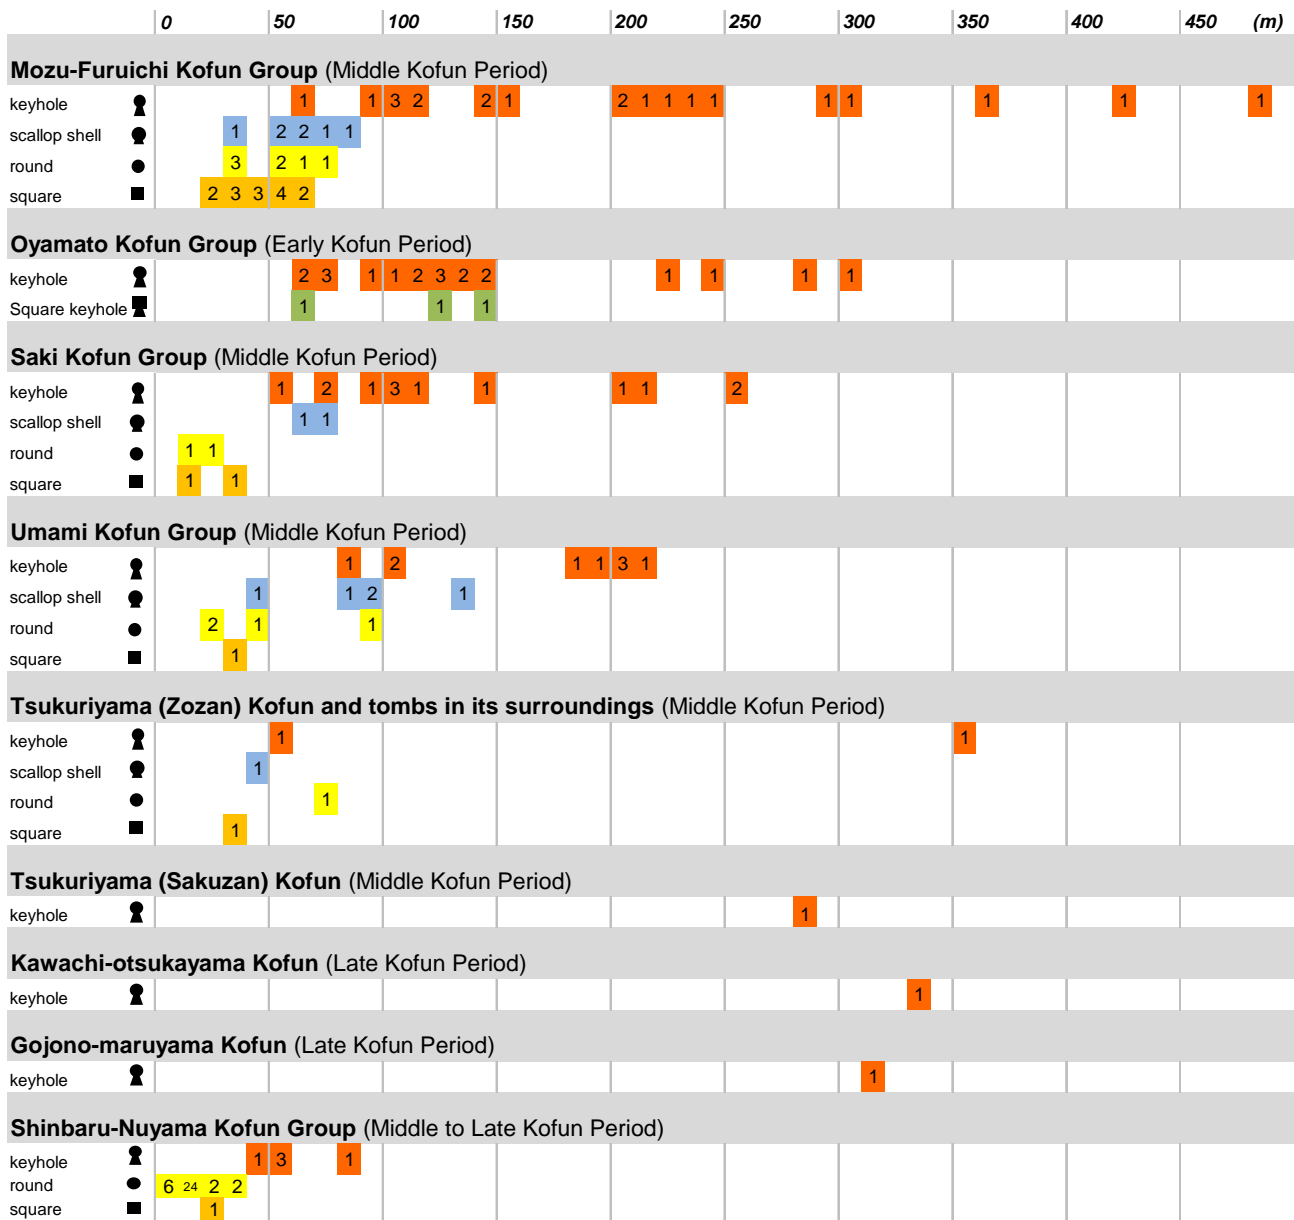 0 50 100 150 200 250 300 350 400 450 (m)
Mozu-Furuichi Kofun Group (Middle Kofun Period)
keyhole 1 1 3 2 2 1 2 1 1 1 1 1 1 1 1 1
scallop shell 1 2 2 1 1
round 3 2 1 1
square 2 3 3 4 2
Oyamato Kofun Group (Early Kofun Period)
keyhole 2 3 1 1 2 3 2 2 1 1 1 1
Square keyhole 1 1 1
Saki Kofun Group (Middle Kofun Period)
keyhole 1 2 1 3 1 1 1 1 2
scallop shell 1 1
round 1 1
square 1 1
Umami Kofun Group (Middle Kofun Period)
keyhole 1 2 1 1 3 1
scallop shell 1 1 2 1
round 2 1 1
square 1
Tsukuriyama (Zozan) Kofun and tombs in its surroundings (Middle Kofun Period)
keyhole 1 1
scallop shell 1
round 1
square 1
Tsukuriyama (Sakuzan) Kofun (Middle Kofun Period)
keyhole 1
Kawachi-otsukayama Kofun (Late Kofun Period)
keyhole 1
Gojono-maruyama Kofun (Late Kofun Period)
keyhole 1
Shinbaru-Nuyama Kofun Group (Middle to Late Kofun Period)
keyhole 1 3 1
round 6 24 2 2
square 1